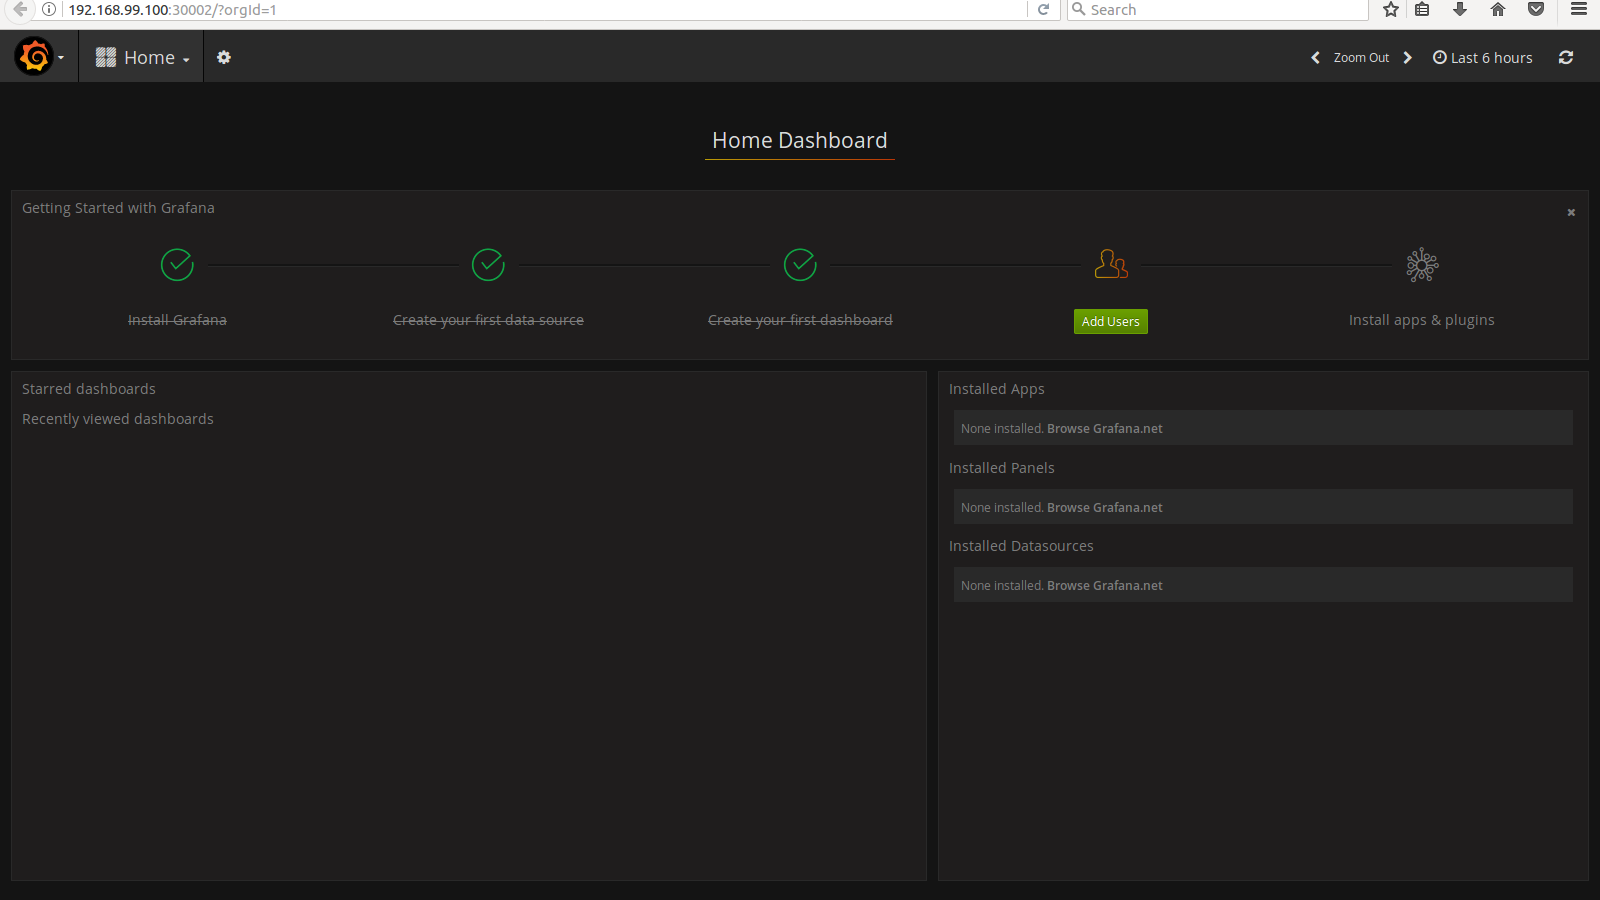 192.168.99.100:30002/?orgId=1
Search
Home
Zoom Out
Last 6 hours
Home Dashboard
Getting Started with Grafana
Install Grafana
Create your first data source
Create your first dashboard
Add Users
Install apps & plugins
Starred dashboards
Recently viewed dashboards
Installed Apps
None installed. Browse Grafana.net
Installed Panels
None installed. Browse Grafana.net
Installed Datasources
None installed. Browse Grafana.net